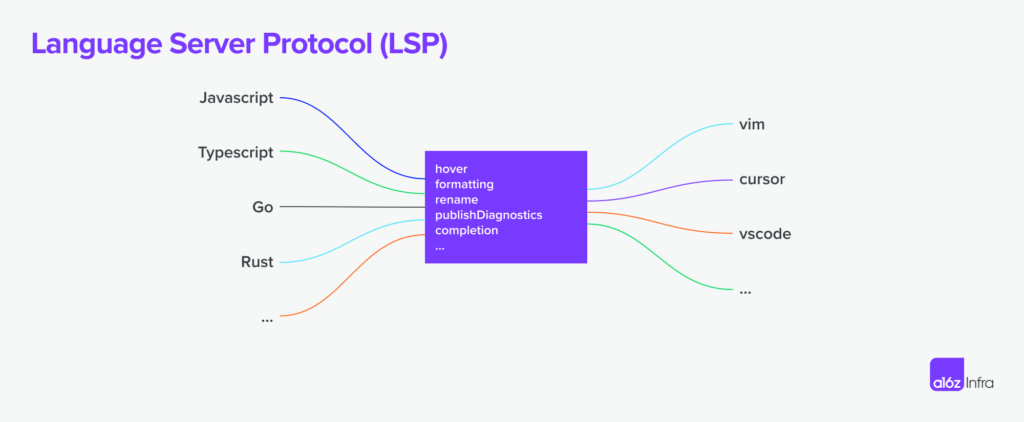 Language Server Protocol (LSP)
Javascript
Typescript
Go
Rust
...
hover
formatting
rename
publishDiagnostics
completion
...
vim
cursor
vscode
...
a16z Infra